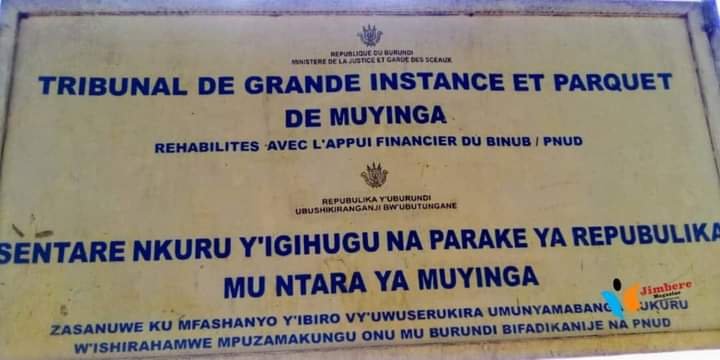 REPUBLIQUE DU BURUNDI
MINISTERE DE LA JUSTICE ET GARDE DES SCEAUX
TRIBUNAL DE GRANDE INSTANCE ET PARQUET
DE MUYINGA
REHABILITES AVEC L'APPUI FINANCIER DU BINUB / PNUD
REPUBULIKA Y'UBURUNDI
UBUSHIKIRANGANJI BW'UBUTUNGANE
SENTARE NKURU Y'IGIHUGU NA PARAKE YA REPUBULIKA
MU NTARA YA MUYINGA
Jimbere
Magazine
ZASANUWE KU MFASHANYO Y'IBIRO VY'UWUSERUKIRA
W'ISHIRAHAMWE MPUZAMAKUNGU ONU MU BURUNDI BIFADIKANIJE NA PNUD